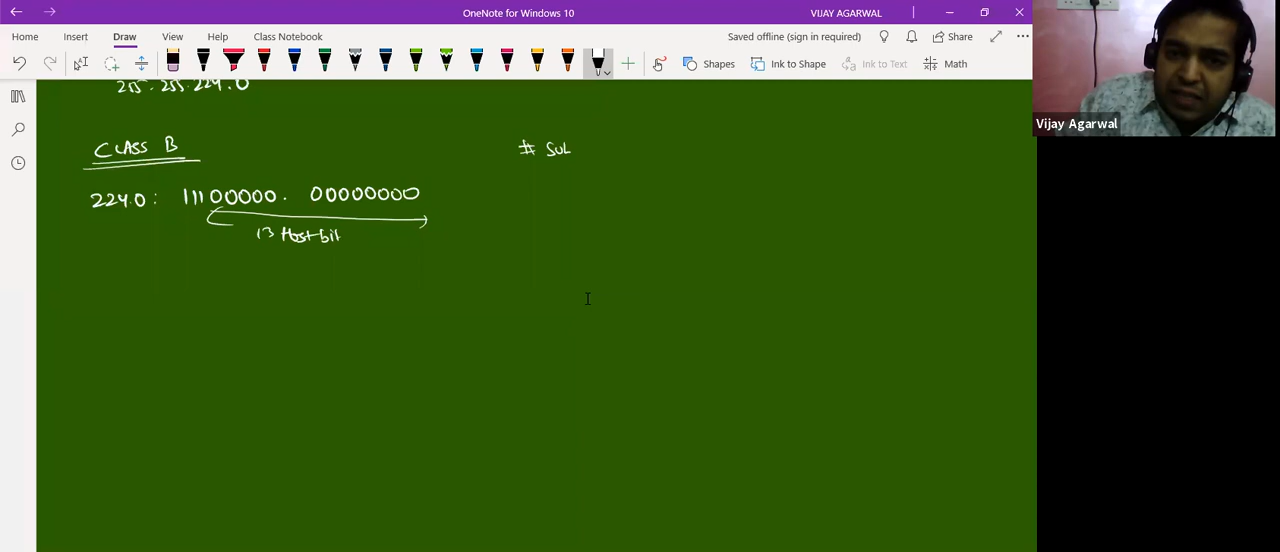 OneNote for Windows 10
VIJAY AGARWAL
Home Insert Draw View Help Class Notebook
Saved offline (sign in required)
Share
Shapes
Ink to Shape
Ink to Text
Math
255.255.224.0
CLASS B
# Sub
224.0: 11100000. 00000000
13 Host bit
Vijay Agarwal